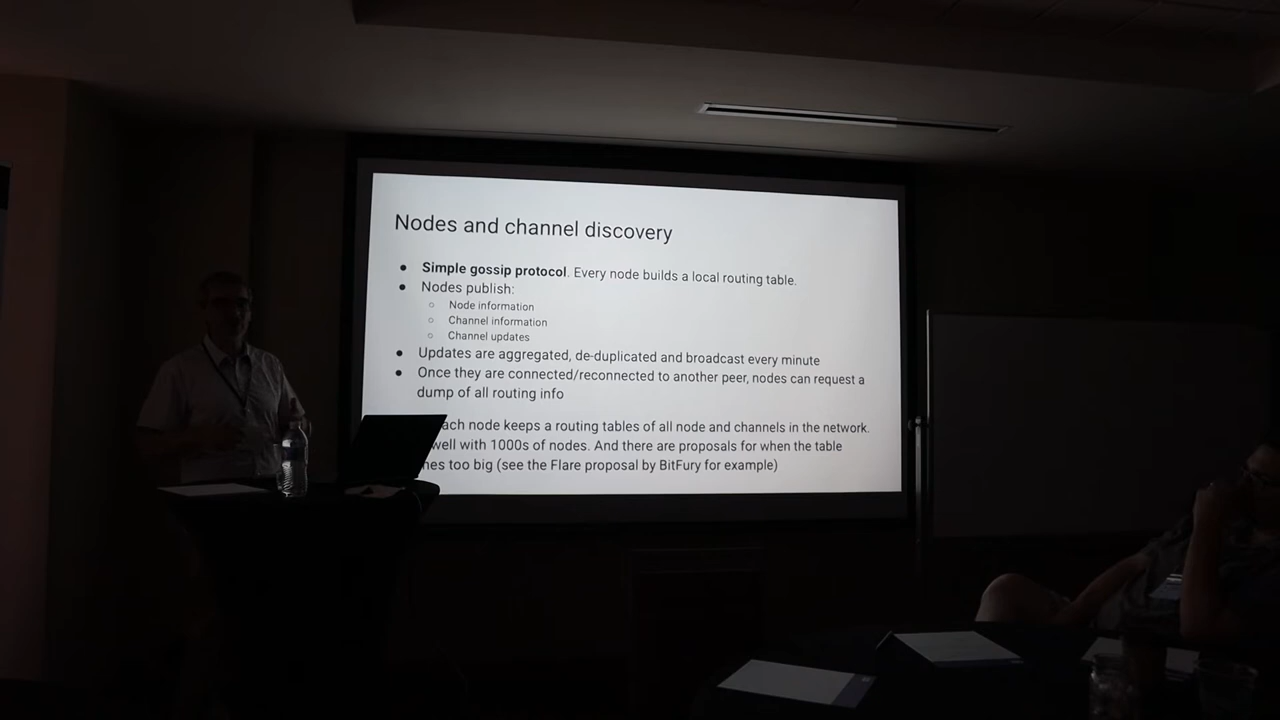 Nodes and channel discovery
Simple gossip protocol. Every node builds a local routing table.
Nodes publish:
Node information
Channel information
Channel updates
Updates are aggregated, de-duplicated and broadcast every minute
Once they are connected/reconnected to another peer, nodes can request a
dump of all routing info
node keeps a routing tables of all node and channels in the network.
well with 1000s of nodes. And there are proposals for when the table
too big (see the Flare proposal by BitFury for example)